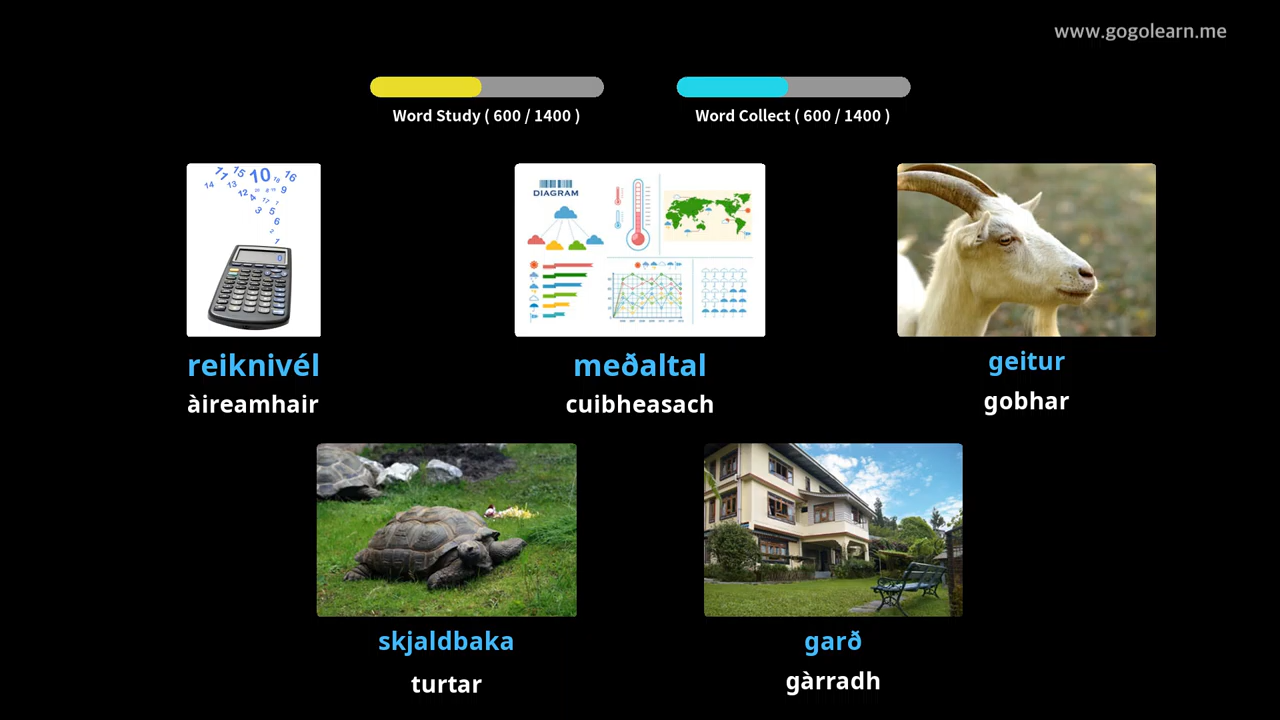 www.gogolearn.me
Word Study ( 600 / 1400 )
Word Collect ( 600 / 1400 )
DIAGRAM
reiknivél
àireamhair
meðaltal
cuibheasach
geitur
gobhar
skjaldbaka
turtar
garð
gàrradh